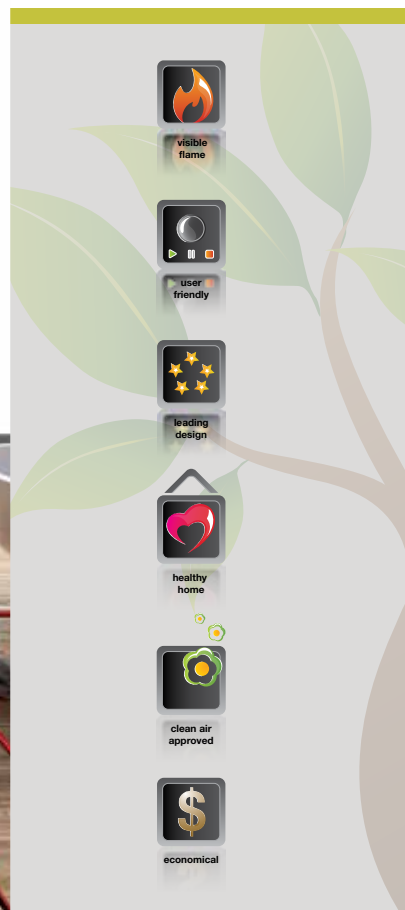 visible
flame
user
friendly
leading
design
healthy
home
clean air
approved
$
economical